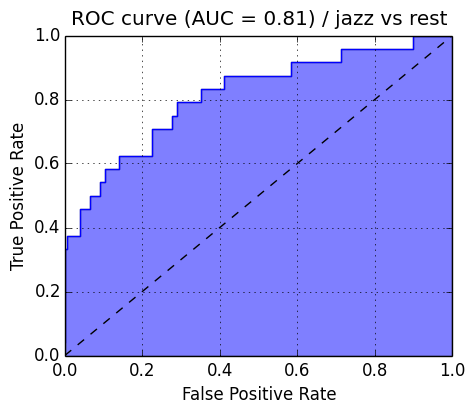 ROC curve (AUC = 0.81) / jazz vs rest
True Positive Rate
1.0
0.8
0.6
0.4
0.2
0.0
0.0 0.2 0.4 0.6 0.8 1.0
False Positive Rate